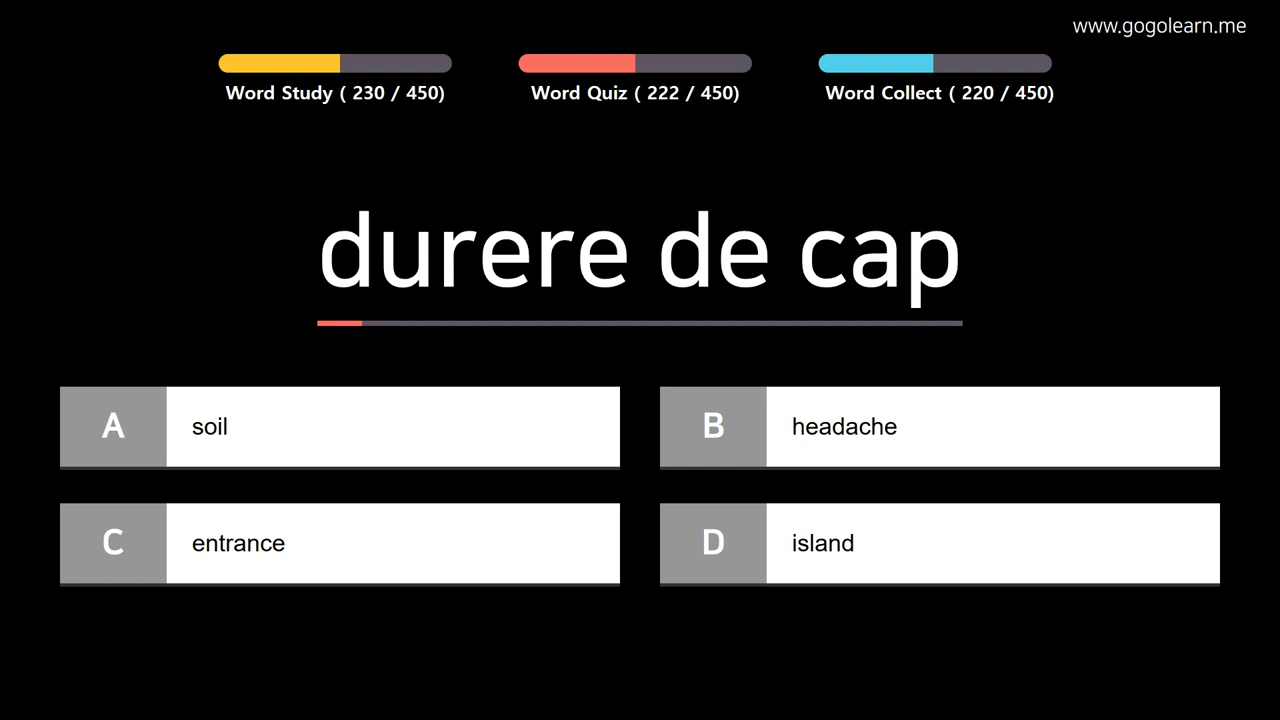 www.gogolearn.me
Word Study ( 230 / 450)
Word Quiz ( 222 / 450)
Word Collect ( 220 / 450)
durere de cap
A soil
B headache
C entrance
D island